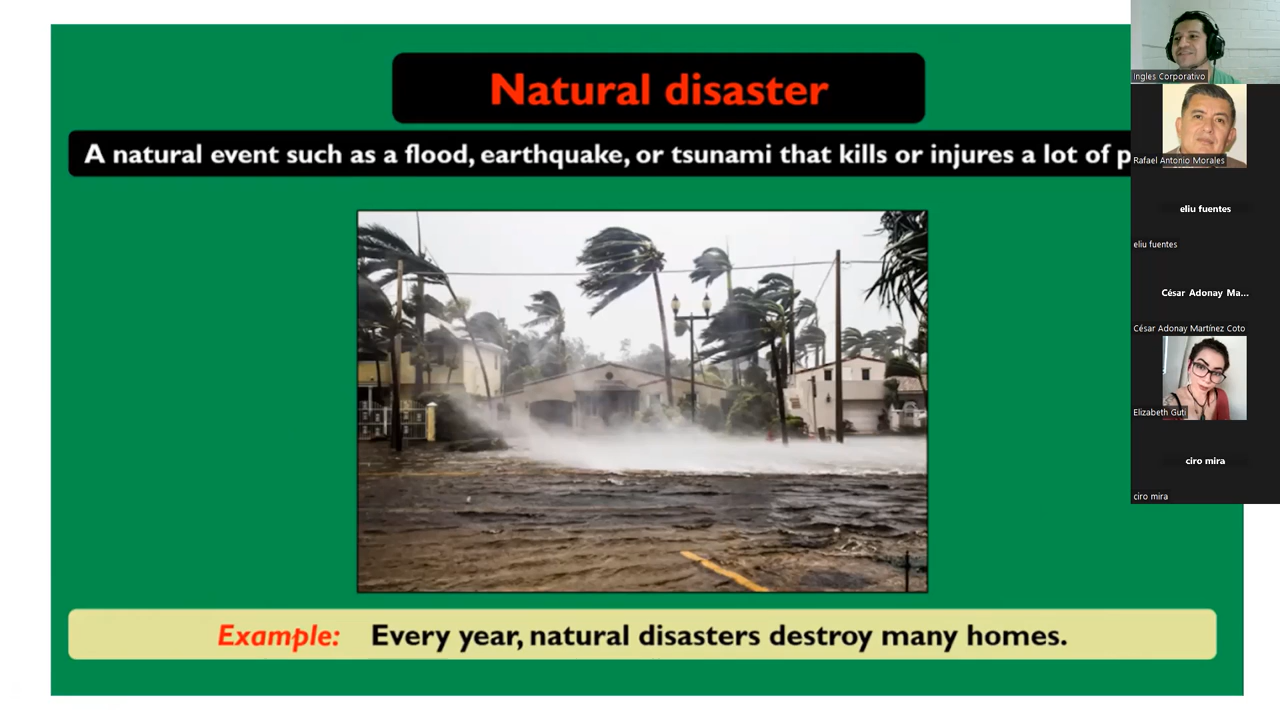 Natural disaster
A natural event such as a flood, earthquake, or tsunami that kills or injures a lot of
Example: Every year, natural disasters destroy many homes.
Ingles Corporativo
Rafael Antonio Morales
eliu fuentes
eliu fuentes
César Adonay Ma...
César Adonay Martínez Coto
Elizabeth Guti
ciro mira
ciro mira